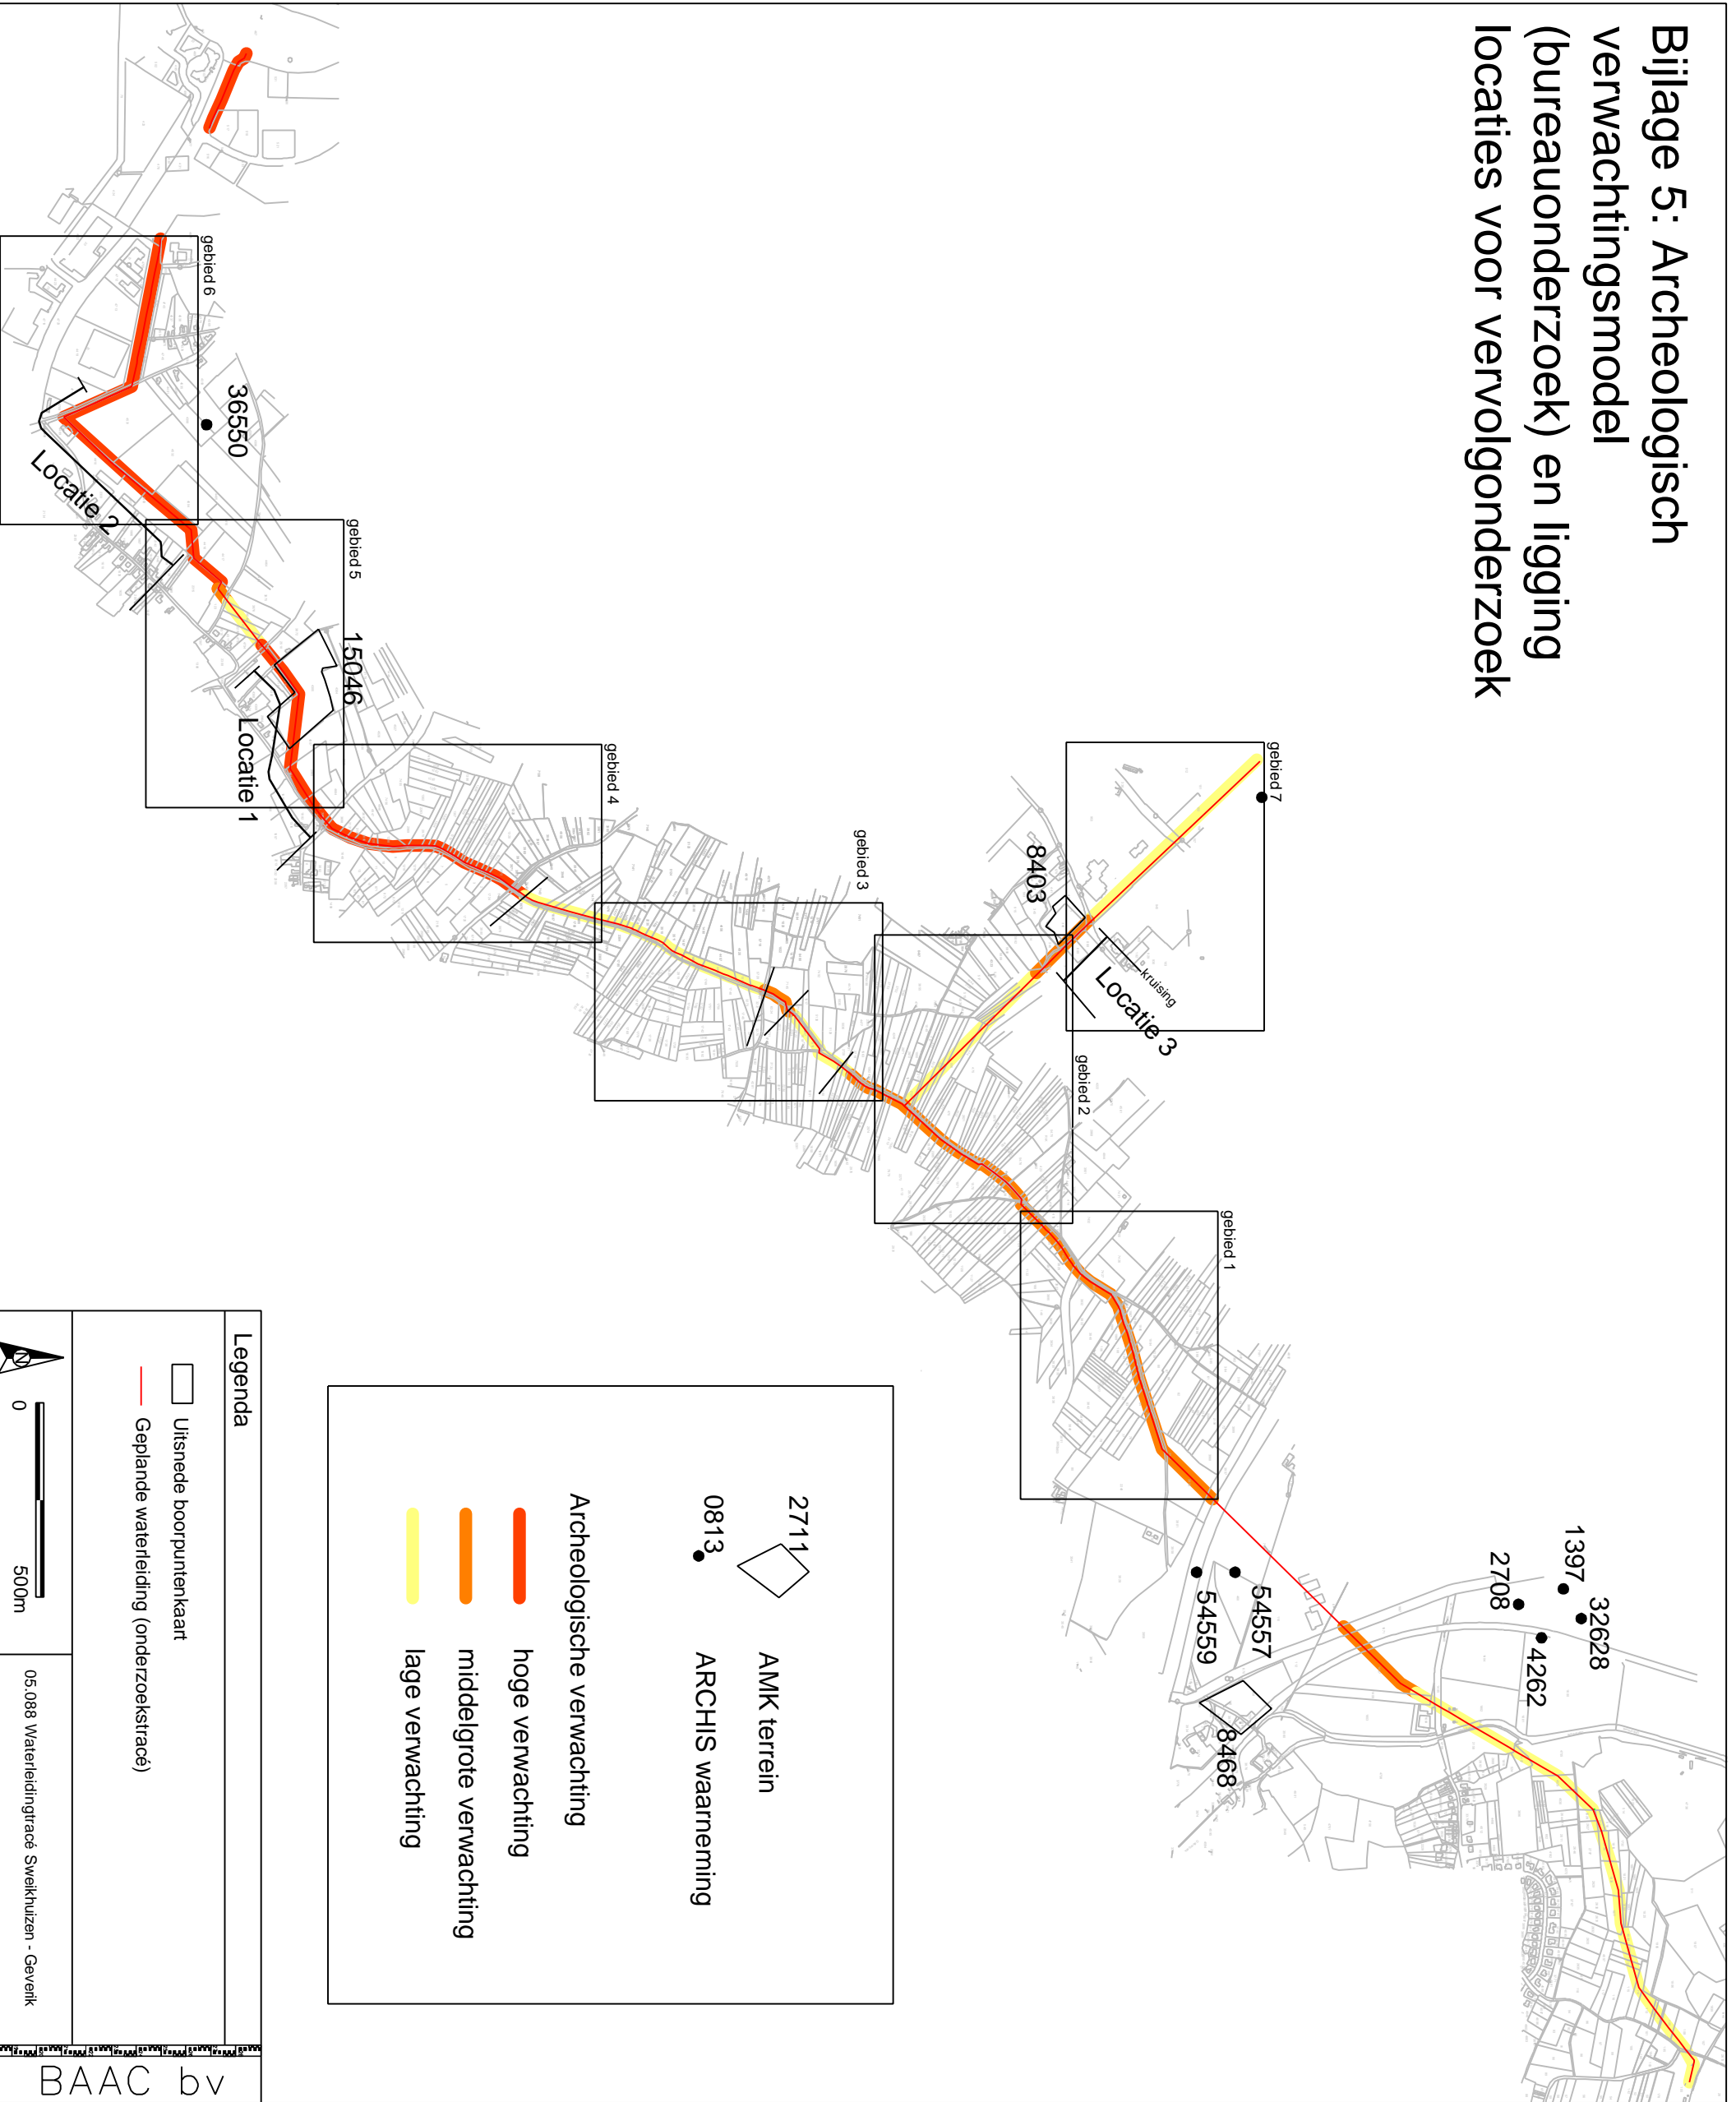 Bijlage 5: Archeologisch
verwachtingsmodel
(bureauonderzoek) en ligging
locaties voor vervolgonderzoek
gebied 6
36550
Locatie 2
gebied 5
15046
Locatie 1
gebied 4
gebied 3
gebied 7
8403
kruising
Locatie 3
gebied 2
gebied 1
1397
32628
2708
4262
54557
54559
8468
2711
AMK terrein
0813
ARCHIS waarneming
Archeologische verwachting
hoge verwachting
middelgrote verwachting
lage verwachting
Legenda
Uitsnede boorpuntenkaart
Geplande waterleiding (onderzoekstracé)
N
0
500m
05.088 Waterleidingtracé Sweikhuizen - Geverik
BAAC bv